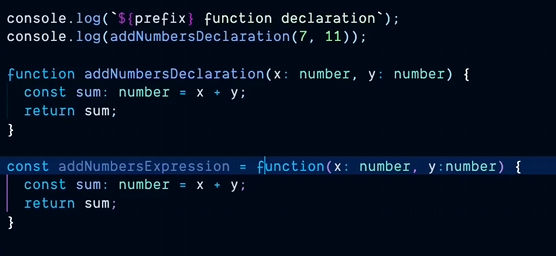 console.log(`${prefix} function declaration`);
console.log(addNumbersDeclaration(7, 11));
function addNumbersDeclaration(x: number, y: number) {
const sum: number = x + y;
return sum;
}
const addNumbersExpression = function(x: number, y:number) {
const sum: number = x + y;
return sum;
}